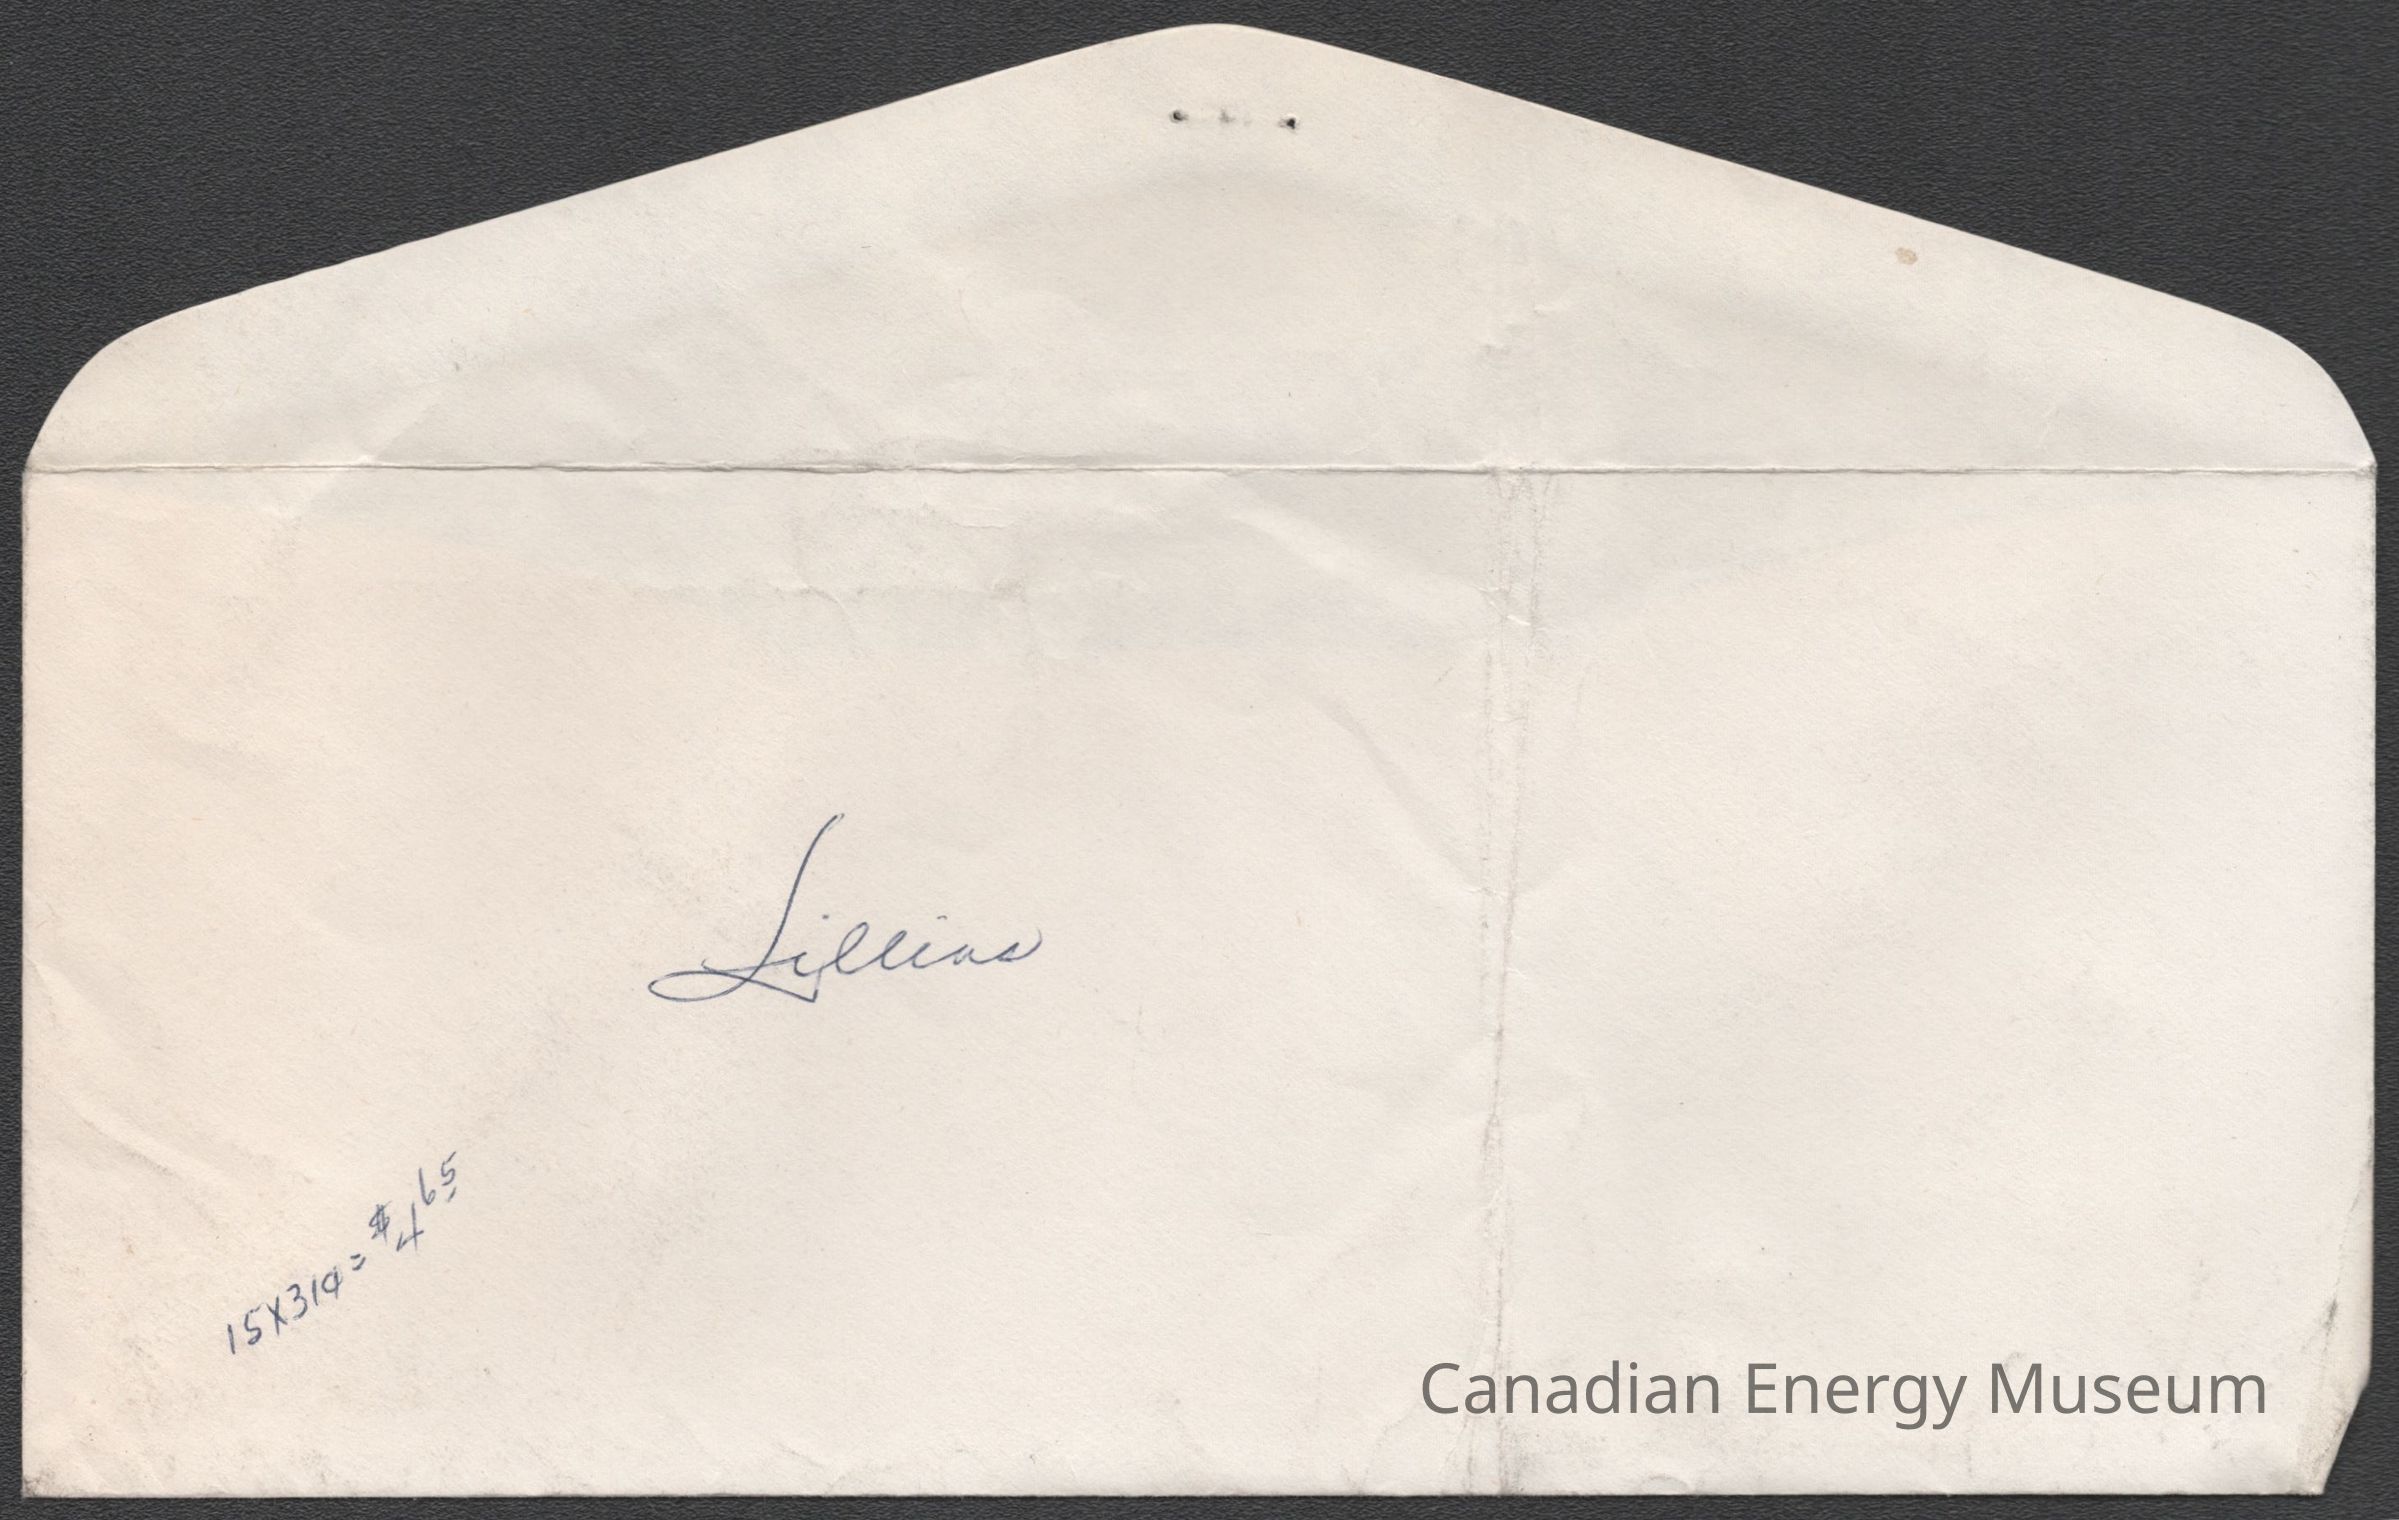 Lillian
15X31¢ = $4.65
Canadian Energy Museum